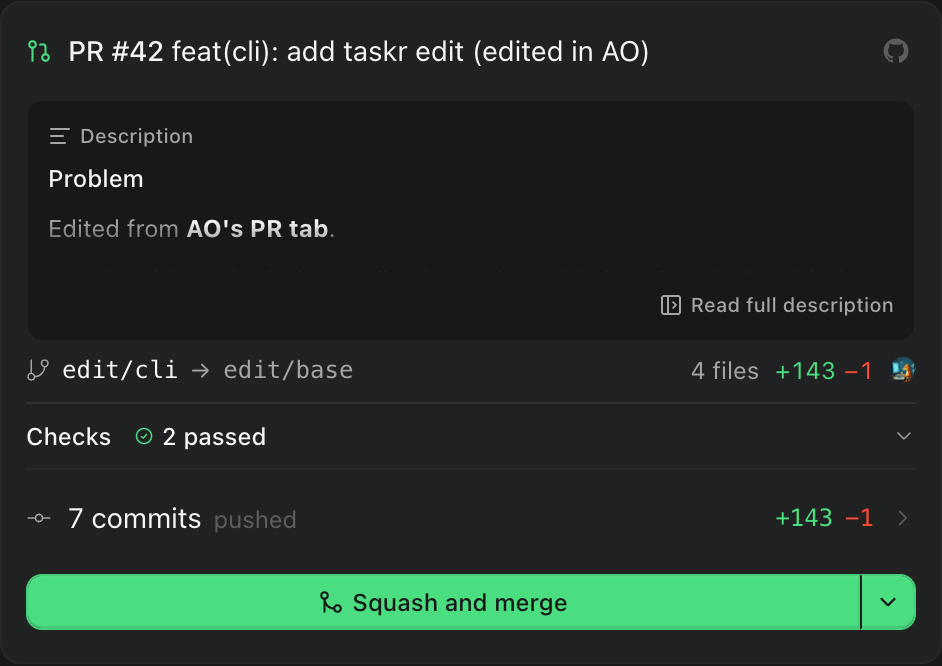 PR #42 feat(cli): add taskr edit (edited in AO)
Description
Problem
Edited from AO's PR tab.
Read full description
edit/cli → edit/base 4 files +143 −1
Checks 2 passed
7 commits pushed +143 −1
Squash and merge